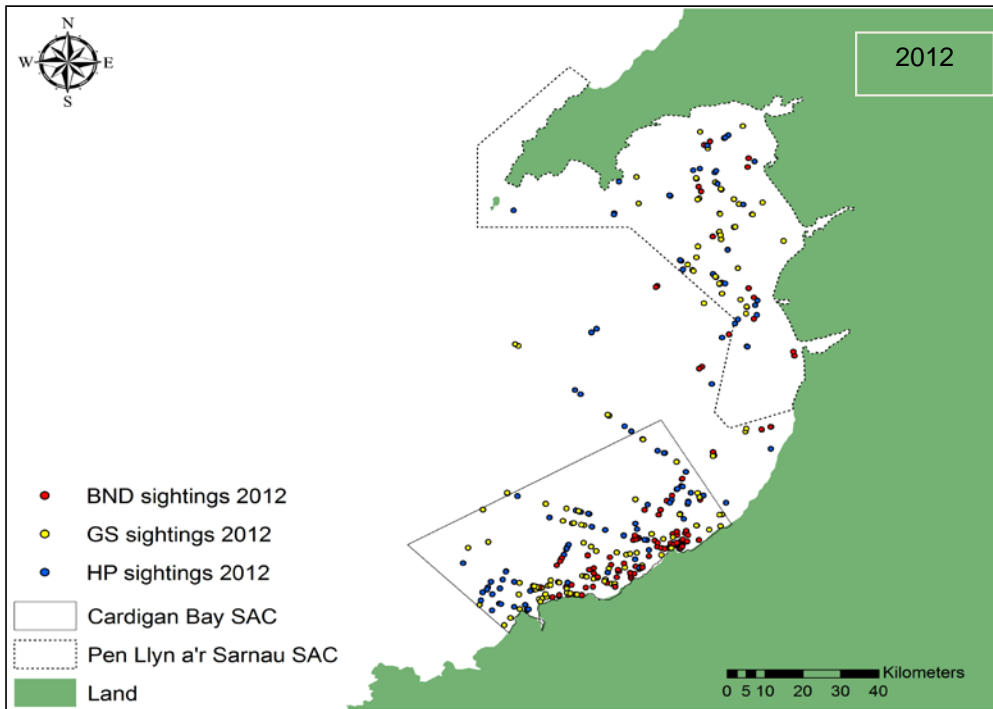 N
W E
S
2012
BND sightings 2012
GS sightings 2012
HP sightings 2012
Cardigan Bay SAC
Pen Llyn a'r Sarnau SAC
Land
Kilometers
0 5 10 20 30 40